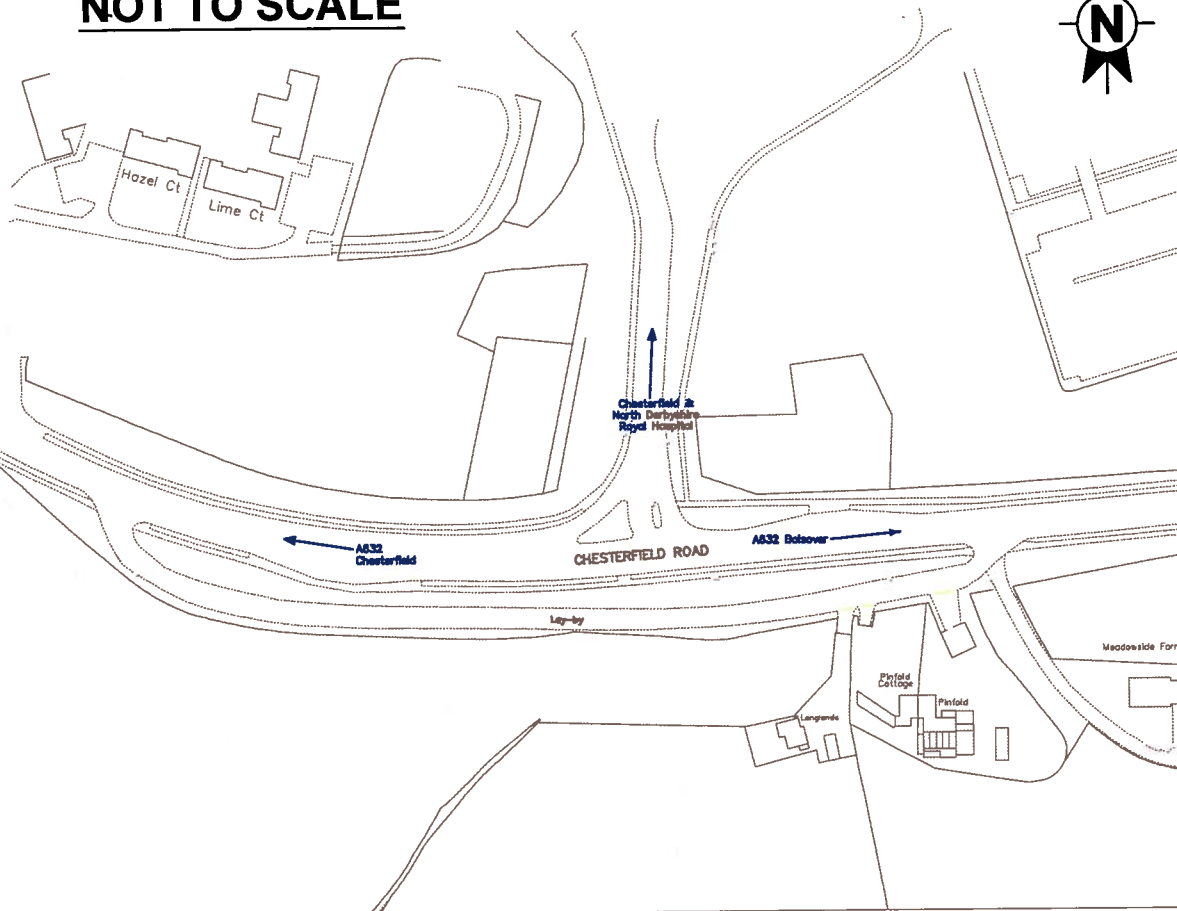 NOT TO SCALE
N
Hazel Ct
Lime Ct
Chesterfield &
North Derbyshire
Royal Hospital
A632
Chesterfield
CHESTERFIELD ROAD
A632 Bolsover
Lay-by
Meadowside Farm
Pinfold
Cottage
Pinfold
Longlands